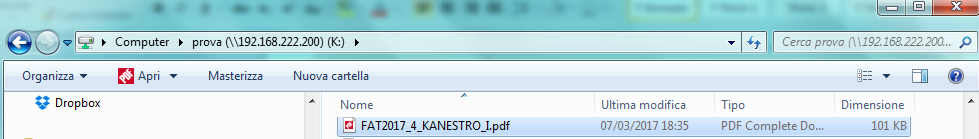 Computer ▸ prova (\\192.168.222.200) (K:) ▸ Cerca prova (\\192.168.222.200...
Organizza Apri Masterizza Nuova cartella
Dropbox Nome Ultima modifica Tipo Dimensione
FAT2017_4_KANESTRO_I.pdf 07/03/2017 18:35 PDF Complete Do... 101 KB